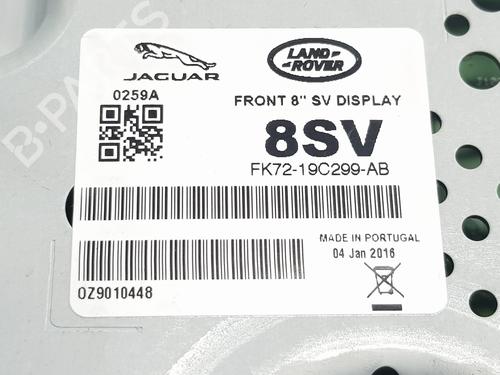 JAGUAR
LAND
ROVER
0259A
FRONT 8" SV DISPLAY
8SV
FK72-19C299-AB
MADE IN PORTUGAL
04 Jan 2016
OZ9010448
B-PARTS